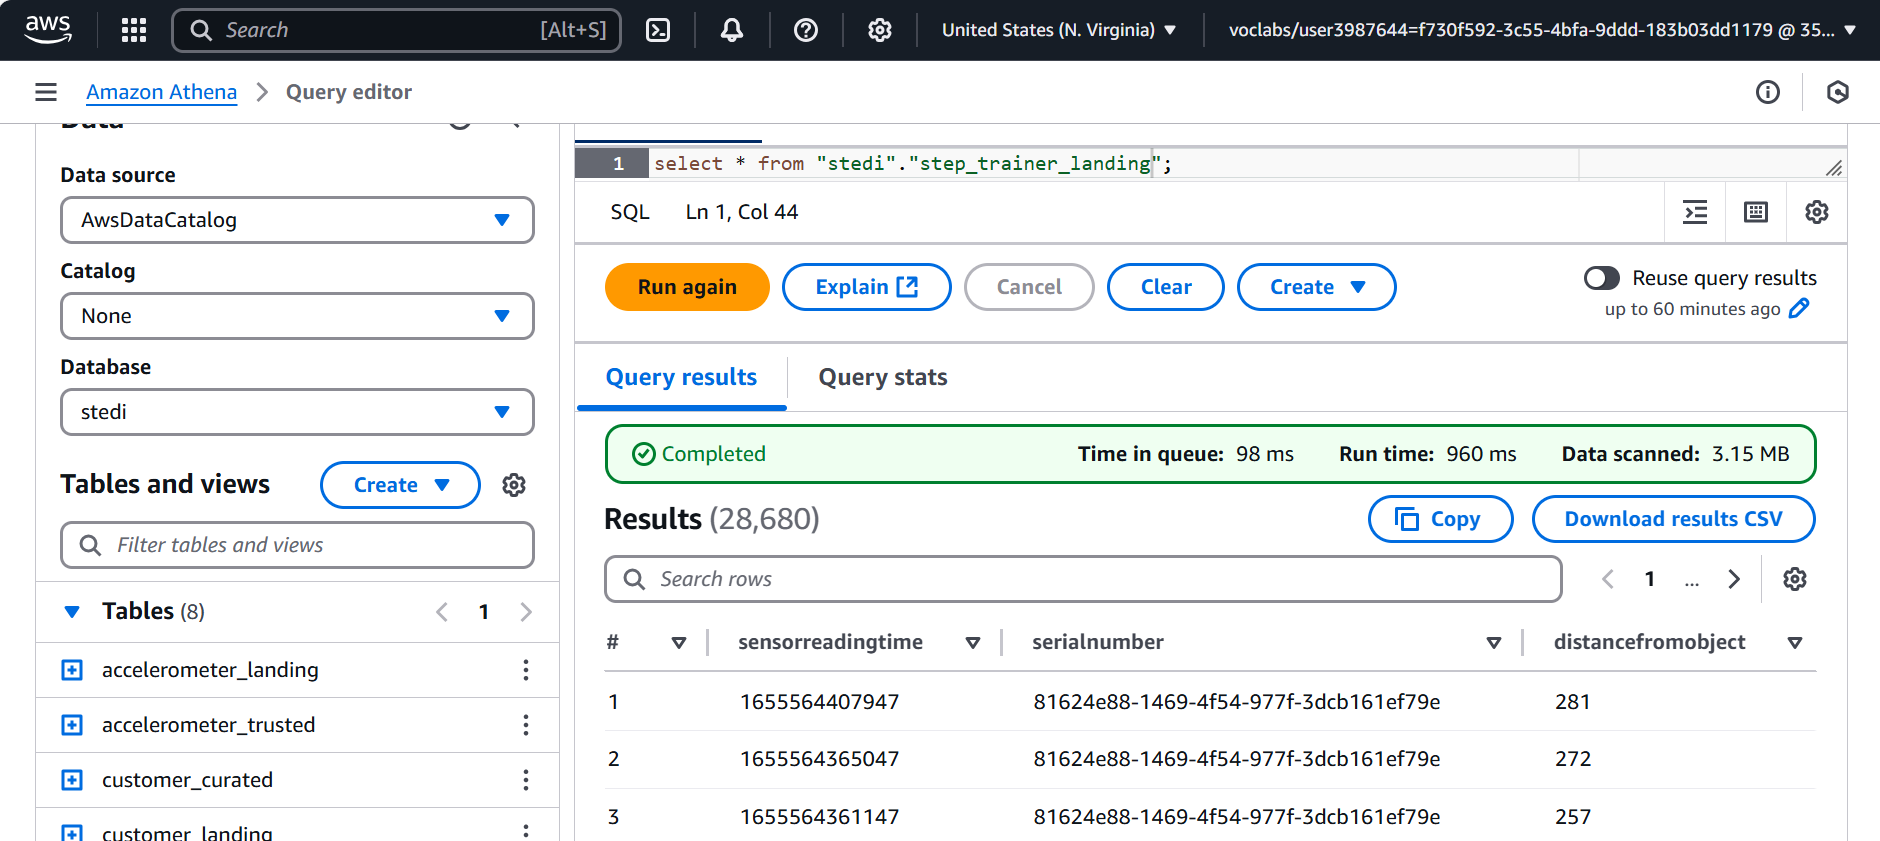 aws Search [Alt+S] United States (N. Virginia) voclabs/user3987644=f730f592-3c55-4bfa-9ddd-183b03dd1179 @ 35...
Amazon Athena Query editor
Data
Data source
AwsDataCatalog
Catalog
None
Database
stedi
Tables and views Create
Filter tables and views
Tables (8) 1
accelerometer_landing
accelerometer_trusted
customer_curated
customer_landing
1 select * from "stedi"."step_trainer_landing";
SQL Ln 1, Col 44
Run again Explain Cancel Clear Create
Reuse query results
up to 60 minutes ago
Query results Query stats
Completed Time in queue: 98 ms Run time: 960 ms Data scanned: 3.15 MB
Results (28,680) Copy Download results CSV
Search rows 1 ...
# sensorreadingtime serialnumber distancefromobject
1 1655564407947 81624e88-1469-4f54-977f-3dcb161ef79e 281
2 1655564365047 81624e88-1469-4f54-977f-3dcb161ef79e 272
3 1655564361147 81624e88-1469-4f54-977f-3dcb161ef79e 257